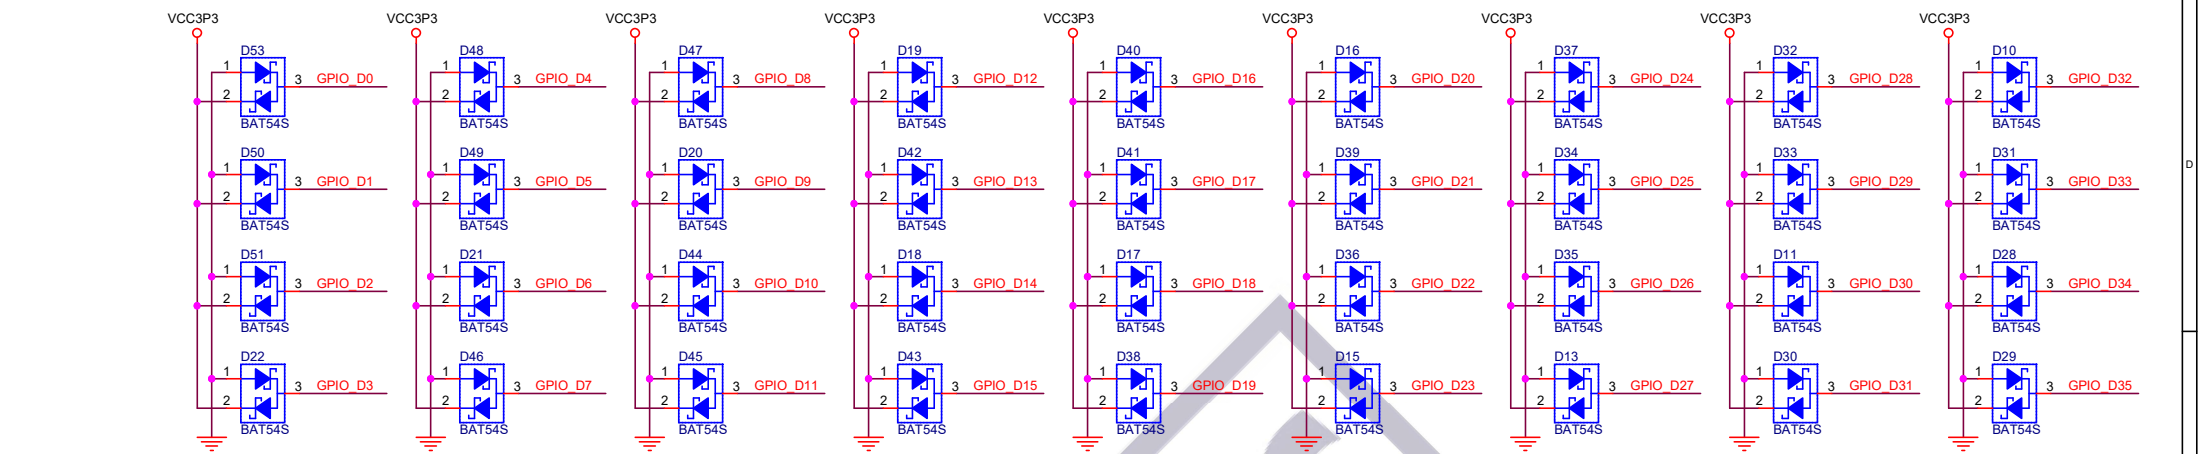 VCC3P3 VCC3P3 VCC3P3 VCC3P3 VCC3P3 VCC3P3 VCC3P3 VCC3P3 VCC3P3
D53 D48 D47 D19 D40 D16 D37 D32 D10
1 1 1 1 1 1 1 1 1
3 GPIO_D0 3 GPIO_D4 3 GPIO_D8 3 GPIO_D12 3 GPIO_D16 3 GPIO_D20 3 GPIO_D24 3 GPIO_D28 3 GPIO_D32
2 2 2 2 2 2 2 2 2
BAT54S BAT54S BAT54S BAT54S BAT54S BAT54S BAT54S BAT54S BAT54S
D50 D49 D20 D42 D41 D39 D34 D33 D31
D
1 1 1 1 1 1 1 1 1
3 GPIO_D1 3 GPIO_D5 3 GPIO_D9 3 GPIO_D13 3 GPIO_D17 3 GPIO_D21 3 GPIO_D25 3 GPIO_D29 3 GPIO_D33
2 2 2 2 2 2 2 2 2
BAT54S BAT54S BAT54S BAT54S BAT54S BAT54S BAT54S BAT54S BAT54S
D51 D21 D44 D18 D17 D36 D35 D11 D28
1 1 1 1 1 1 1 1 1
3 GPIO_D2 3 GPIO_D6 3 GPIO_D10 3 GPIO_D14 3 GPIO_D18 3 GPIO_D22 3 GPIO_D26 3 GPIO_D30 3 GPIO_D34
2 2 2 2 2 2 2 2 2
BAT54S BAT54S BAT54S BAT54S BAT54S BAT54S BAT54S BAT54S BAT54S
D22 D46 D45 D43 D38 D15 D13 D30 D29
1 1 1 1 1 1 1 1 1
3 GPIO_D3 3 GPIO_D7 3 GPIO_D11 3 GPIO_D15 3 GPIO_D19 3 GPIO_D23 3 GPIO_D27 3 GPIO_D31 3 GPIO_D35
2 2 2 2 2 2 2 2 2
BAT54S BAT54S BAT54S BAT54S BAT54S BAT54S BAT54S BAT54S BAT54S